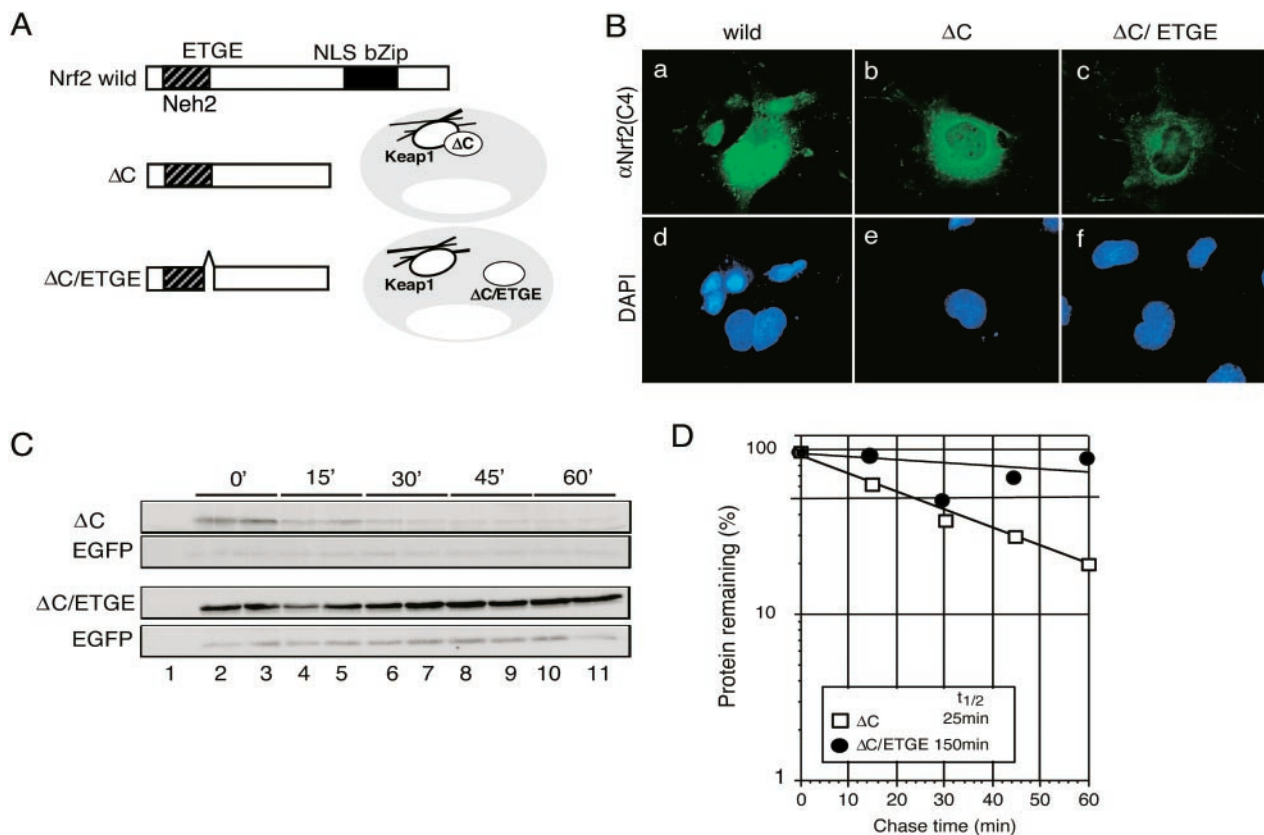 A
ETGE
NLS bZip
Nrf2 wild
Neh2
Keap1
ΔC
ΔC
Keap1
ΔC/ETGE
ΔC/ETGE
B
wild
ΔC
ΔC/ ETGE
αNrf2(C4)
a
b
c
DAPI
d
e
f
C
0’ 15’ 30’ 45’ 60’
ΔC
EGFP
ΔC/ETGE
EGFP
1 2 3 4 5 6 7 8 9 10 11
D
Protein remaining (%)
100
10
1
t1/2
ΔC 25min
ΔC/ETGE 150min
0 10 20 30 40 50 60
Chase time (min)